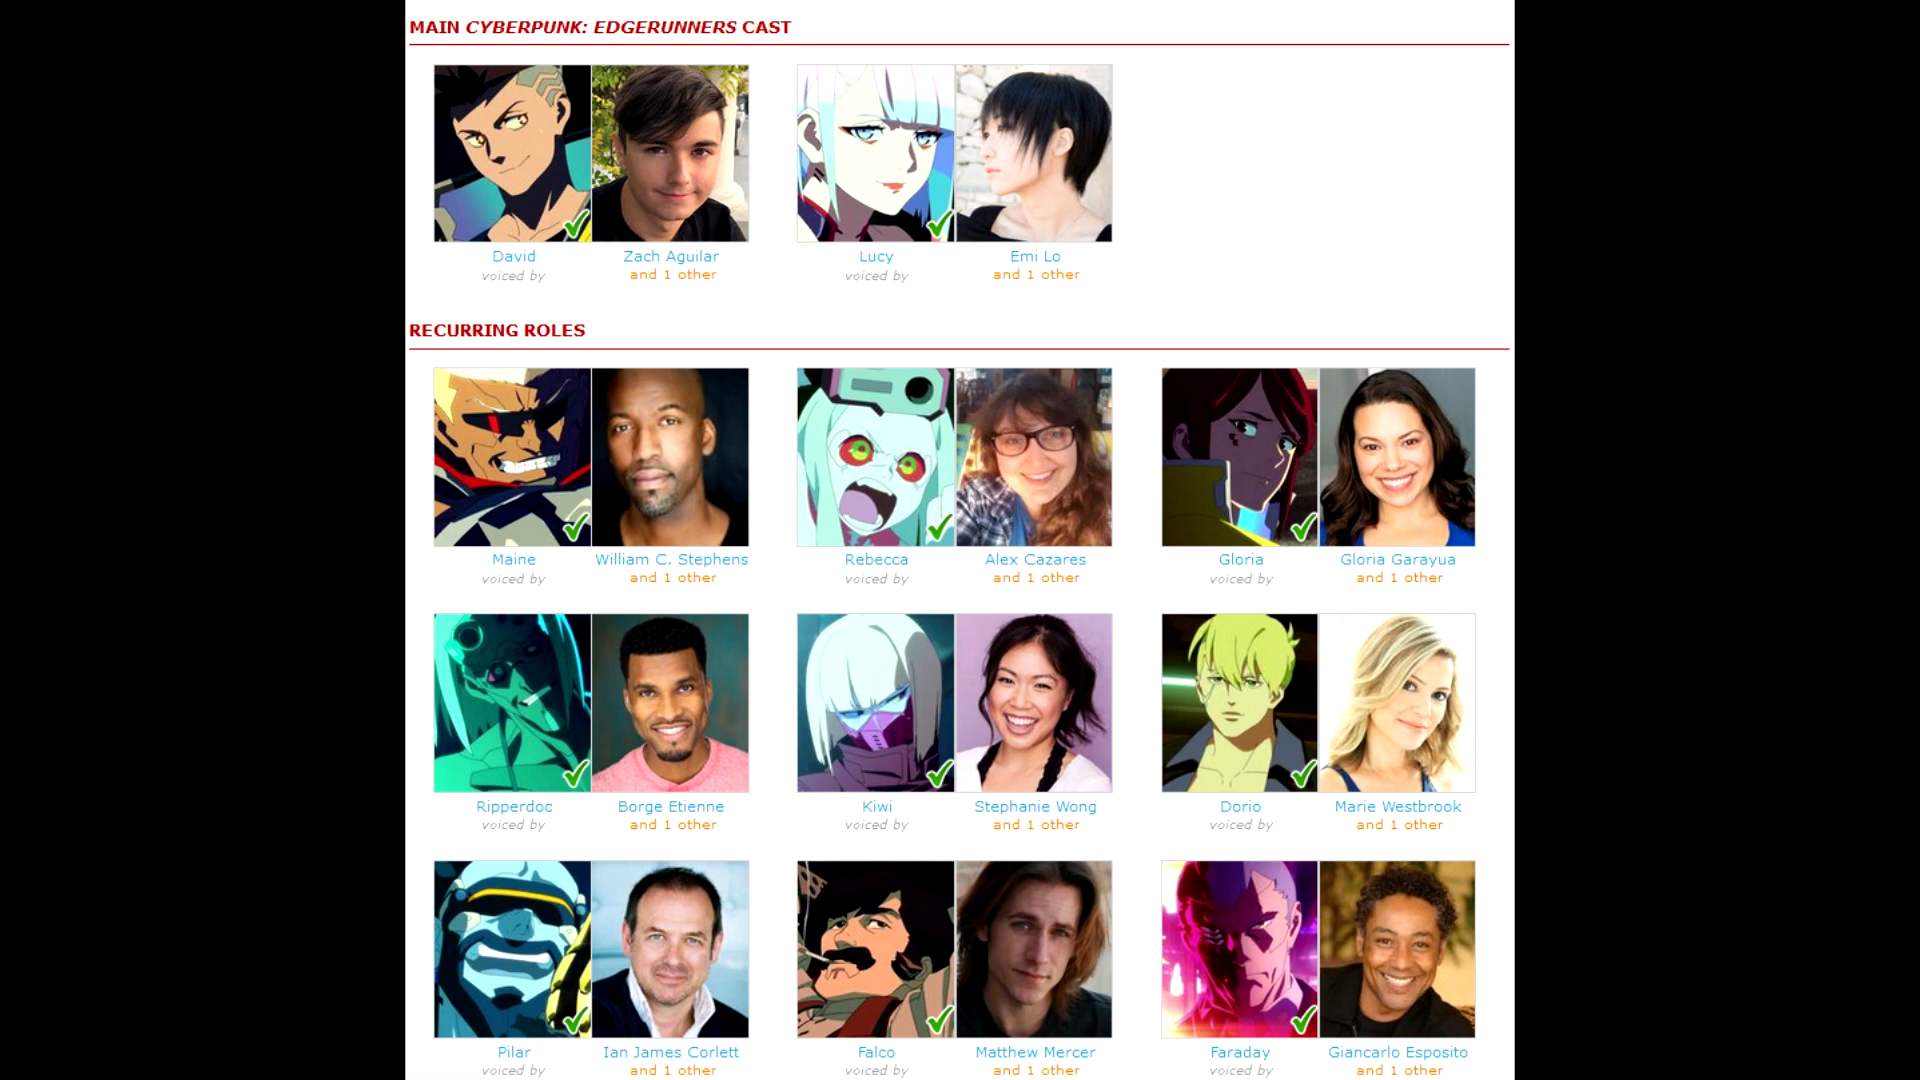 MAIN CYBERPUNK: EDGERUNNERS CAST
David Zach Aguilar Lucy Emi Lo
voiced by and 1 other voiced by and 1 other
RECURRING ROLES
Maine William C. Stephens Rebecca Alex Cazares Gloria Gloria Garayua
voiced by and 1 other voiced by and 1 other voiced by and 1 other
Ripperdoc Borge Etienne Kiwi Stephanie Wong Dorio Marie Westbrook
voiced by and 1 other voiced by and 1 other voiced by and 1 other
Pilar Ian James Corlett Falco Matthew Mercer Faraday Giancarlo Esposito
voiced by and 1 other voiced by and 1 other voiced by and 1 other